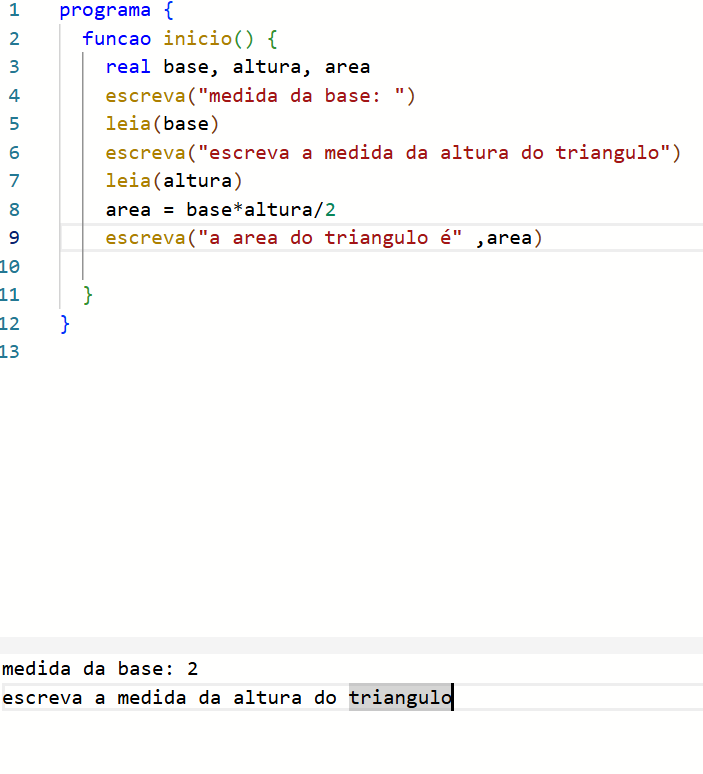 1 programa {
2 funcao inicio() {
3 real base, altura, area
4 escreva("medida da base: ")
5 leia(base)
6 escreva("escreva a medida da altura do triangulo")
7 leia(altura)
8 area = base*altura/2
9 escreva("a area do triangulo é" ,area)
10
11 }
12 }
13
medida da base: 2
escreva a medida da altura do triangulo